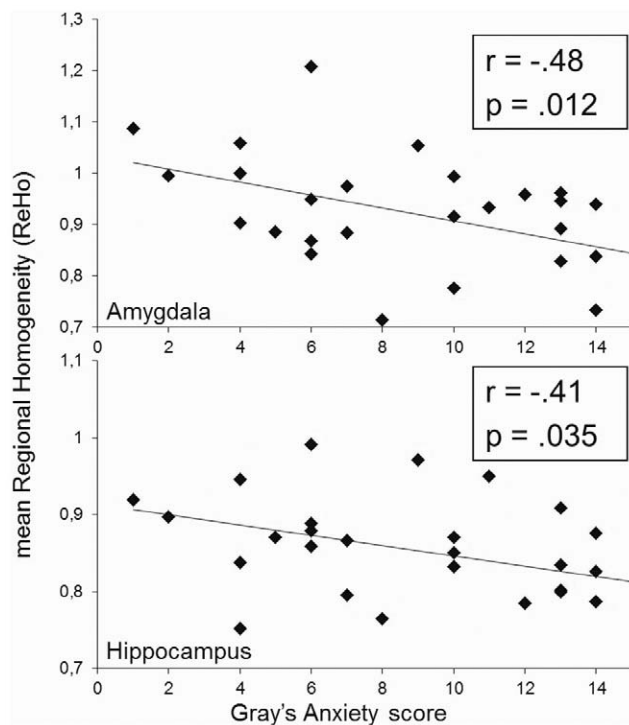 1,3
1,2
1,1
1
0,9
0,8
0,7
r = -.48
p = .012
Amygdala
0 2 4 6 8 10 12 14
mean Regional Homogeneity (ReHo)
1,1
1
0,9
0,8
0,7
r = -.41
p = .035
Hippocampus
0 2 4 6 8 10 12 14
Gray's Anxiety score